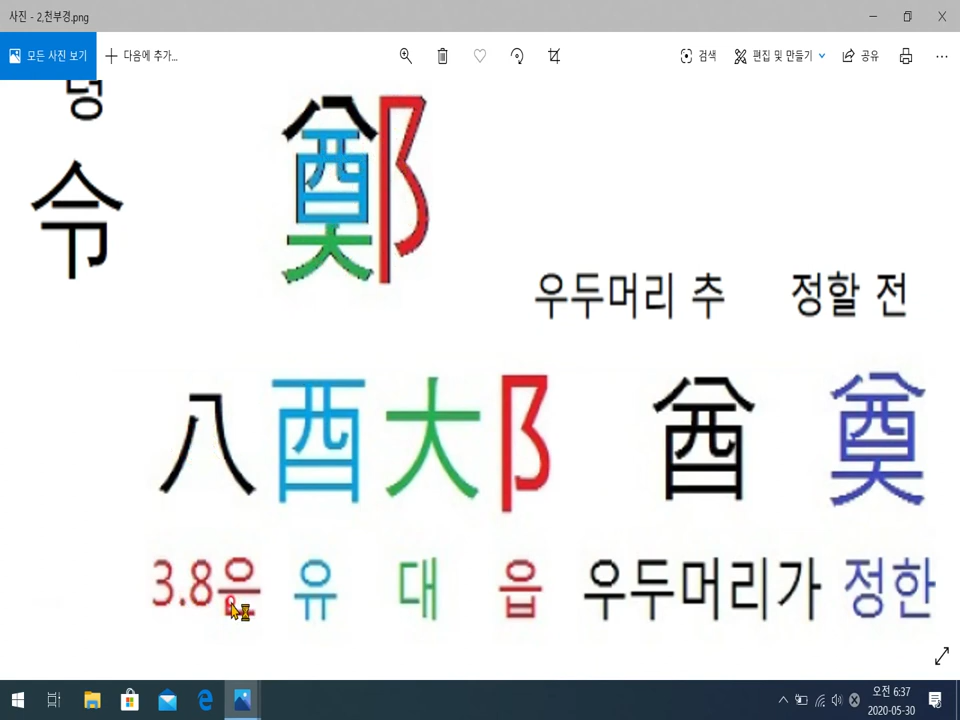 사진 - 2,천부경.png
모든 사진 보기 다음에 추가... 검색 편집 및 만들기 공유
령
令 鄭
우두머리 추 정할 전
八 酉 大 阝 酋 奠
3.8은 유 대 읍 우두머리가 정한
오전 6:37
2020-05-30